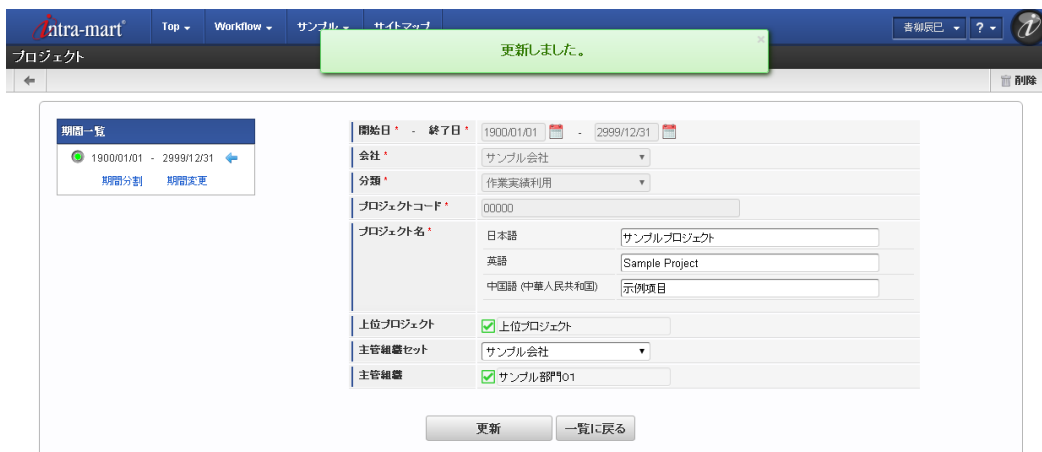 intra-mart Top Workflow サンプル サイトマップ 青柳辰巳 ?
更新しました。 ×
プロジェクト
削除
期間一覧
1900/01/01 - 2999/12/31
期間分割 期間変更
開始日* - 終了日* 1900/01/01 - 2999/12/31
会社* サンプル会社
分類* 作業実績利用
プロジェクトコード* 00000
プロジェクト名* 日本語 サンプルプロジェクト
英語 Sample Project
中国語 (中華人民共和国) 示例项目
上位プロジェクト 上位プロジェクト
主管組織セット サンプル会社
主管組織 サンプル部門01
更新 一覧に戻る